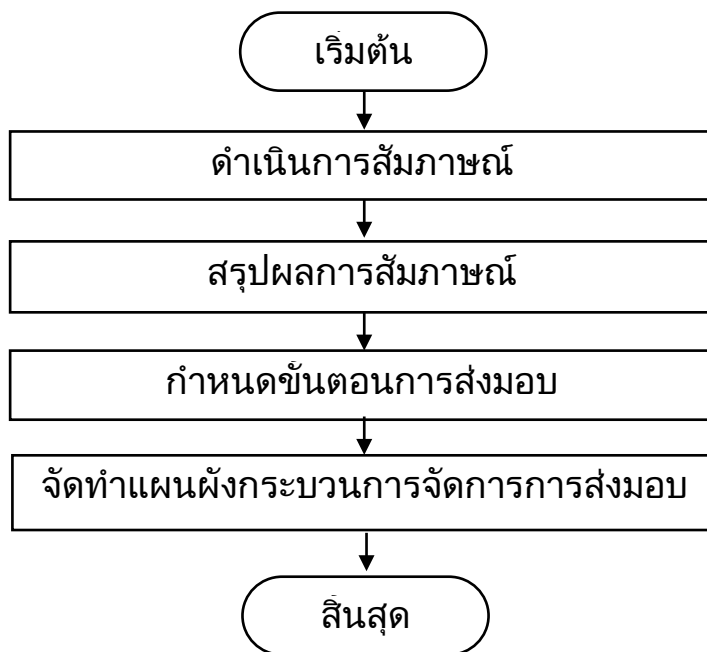 เริ่มต้น
ดำเนินการสัมภาษณ์
สรุปผลการสัมภาษณ์
กำหนดขั้นตอนการส่งมอบ
จัดทำแผนผังกระบวนการจัดการการส่งมอบ
สิ้นสุด